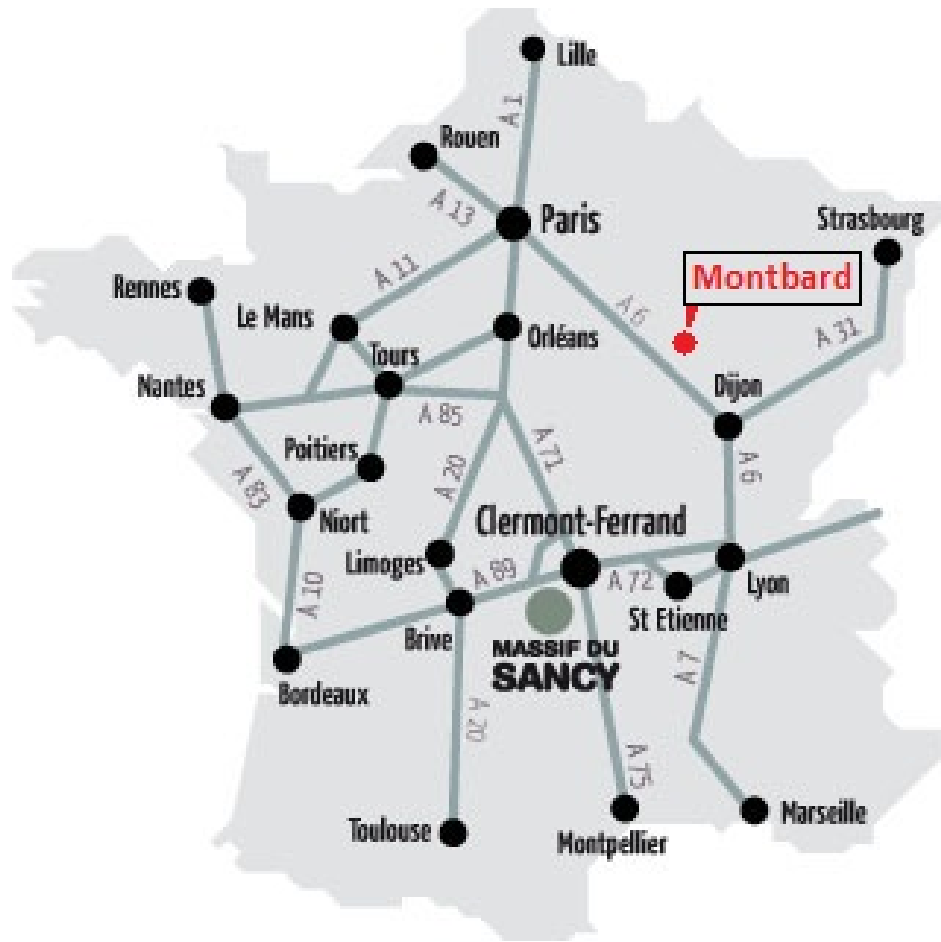 Lille
A 1
Rouen
A 13
Paris
Strasbourg
A 11
Montbard
Rennes
A 6
Le Mans
Orléans
A 31
Tours
Nantes
Dijon
A 85
Poitiers
A 71
A 83
A 20
A 6
Niort
Clermont-Ferrand
Limoges
A 89
A 72
Lyon
A 10
St Etienne
Brive
MASSIF DU
SANCY
A 7
Bordeaux
A 20
A 75
Toulouse
Marseille
Montpellier